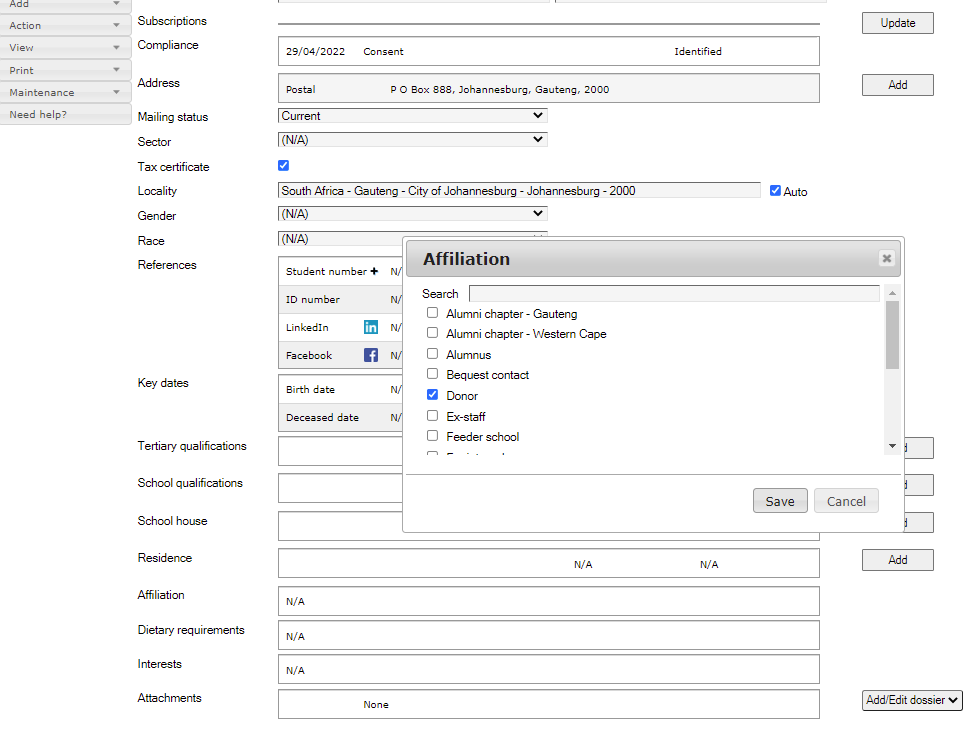 Add
Action
View
Print
Maintenance
Need help?
Subscriptions
Update
Compliance
29/04/2022 Consent Identified
Address
Postal P O Box 888, Johannesburg, Gauteng, 2000
Add
Mailing status
Current
Sector
(N/A)
Tax certificate
Locality
South Africa - Gauteng - City of Johannesburg - Johannesburg - 2000
Auto
Gender
(N/A)
Race
(N/A)
References
Student number + N/
ID number N/
LinkedIn in N/
Facebook f N/
Key dates
Birth date N/
Deceased date N/
Affiliation
Search
Alumni chapter - Gauteng
Alumni chapter - Western Cape
Alumnus
Bequest contact
Donor
Ex-staff
Feeder school
Save Cancel
Tertiary qualifications
School qualifications
School house
Residence
N/A N/A
Add
Affiliation
N/A
Dietary requirements
N/A
Interests
N/A
Attachments
None
Add/Edit dossier